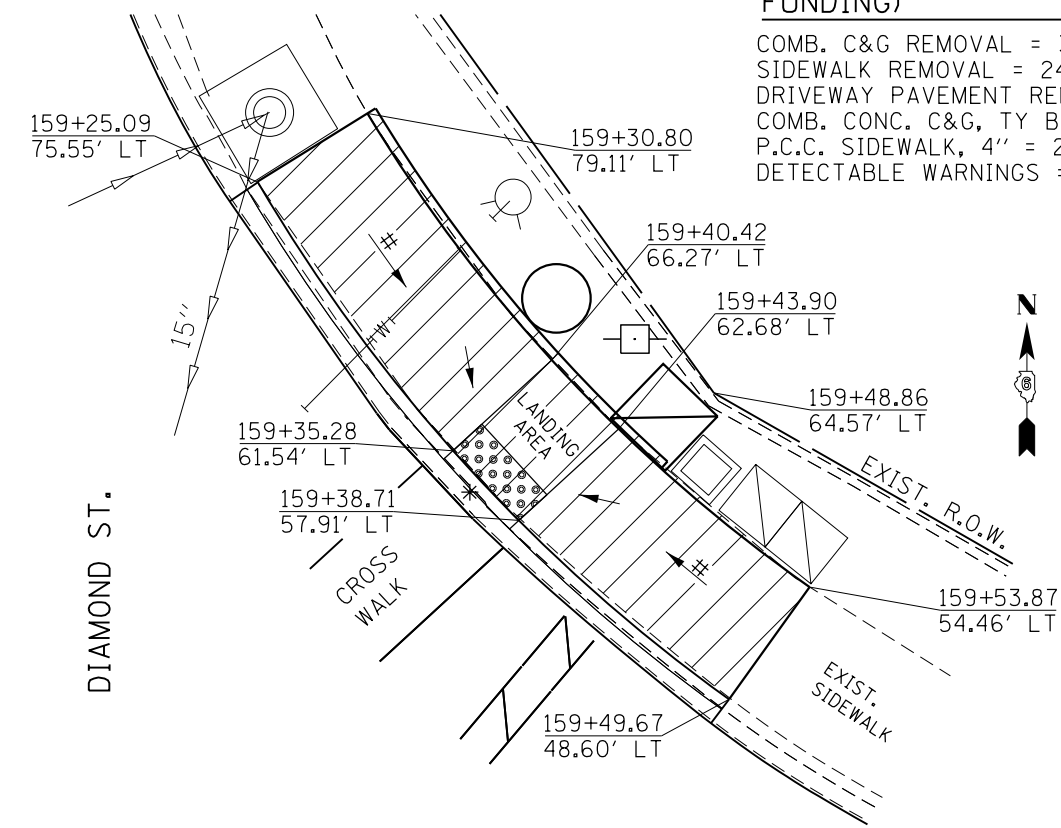 FUNDING)
COMB. C&G REMOVAL =
SIDEWALK REMOVAL = 24
DRIVEWAY PAVEMENT
COMB. CONC. C&G, TY B
P.C.C. SIDEWALK, 4" = 2
DETECTABLE WARNINGS =
159+25.09
75.55' LT
159+30.80
79.11' LT
159+40.42
66.27' LT
159+43.90
62.68' LT
N
6
15"
#
W
159+48.86
64.57' LT
LANDING
AREA
159+35.28
61.54' LT
EXIST. R.O.W.
159+38.71
57.91' LT
*
#
CROSS
WALK
DIAMOND ST.
159+53.87
54.46' LT
EXIST.
SIDEWALK
159+49.67
48.60' LT